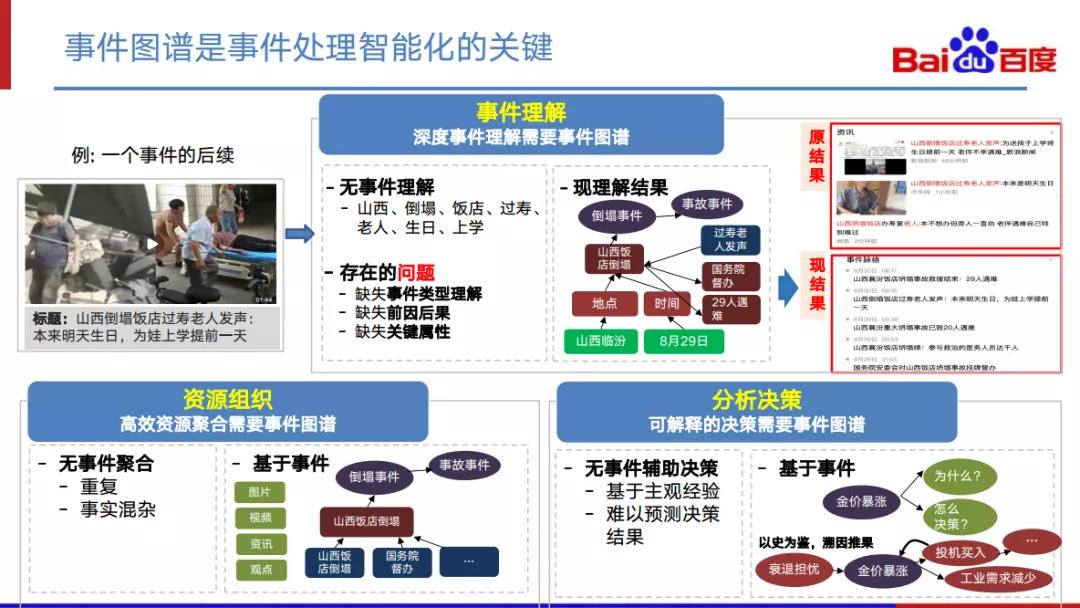 事件图谱是事件处理智能化的关键
Baidu百度
事件理解
深度事件理解需要事件图谱
例: 一个事件的后续
01:44
标题：山西倒塌饭店过寿老人发声：
本来明天生日，为娃上学提前一天
- 无事件理解
- 山西、倒塌、饭店、过寿、
老人、生日、上学
- 存在的问题
- 缺失事件类型理解
- 缺失前因后果
- 缺失关键属性
- 现理解结果
倒塌事件
事故事件
山西饭
店倒塌
过寿老
人发声
国务院
督办
29人遇
难
地点
时间
山西临汾
8月29日
原结果
资讯
山西倒塌饭店过寿老人发声:为送孩子上学将
生日提前一天 老伴不幸遇难_新浪新闻
山西倒塌饭店过寿老人发声:本来是明天生日
山西坍塌饭店办寿宴老人:本不想办但旁人一直劝 老伴遇难自己特
别难过
现结果
事件脉络
山西襄汾饭店坍塌事故救援结束：29人遇难
山西倒塌饭店过寿老人发声：本来明天生日，为娃上学提前一
天
山西襄汾重大坍塌事故已致20人遇难
山西襄汾饭店坍塌续：参与救治的医务人员达千人
国务院安委会对山西饭店坍塌事故挂牌督办
资源组织
高效资源聚合需要事件图谱
- 无事件聚合
- 重复
- 事实混杂
- 基于事件
图片
视频
资讯
观点
倒塌事件
事故事件
山西饭店倒塌
山西饭
店倒塌
国务院
督办
...
分析决策
可解释的决策需要事件图谱
- 无事件辅助决策
- 基于主观经验
- 难以预测决策
结果
- 基于事件
金价暴涨
为什么？
怎么
决策？
以史为鉴，溯因推果
衰退担忧
金价暴涨
投机买入
...
工业需求减少